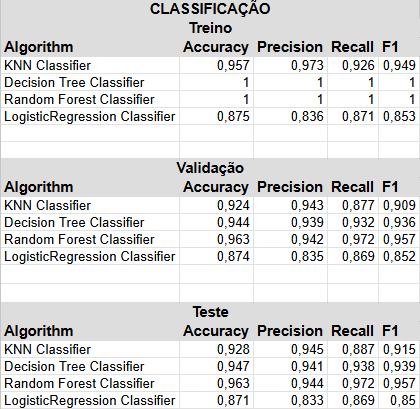 CLASSIFICAÇÃO
Treino
Algorithm Accuracy Precision Recall F1
KNN Classifier 0,957 0,973 0,926 0,949
Decision Tree Classifier 1 1 1 1
Random Forest Classifier 1 1 1 1
LogisticRegression Classifier 0,875 0,836 0,871 0,853
Validação
Algorithm Accuracy Precision Recall F1
KNN Classifier 0,924 0,943 0,877 0,909
Decision Tree Classifier 0,944 0,939 0,932 0,936
Random Forest Classifier 0,963 0,942 0,972 0,957
LogisticRegression Classifier 0,874 0,835 0,869 0,852
Teste
Algorithm Accuracy Precision Recall F1
KNN Classifier 0,928 0,945 0,887 0,915
Decision Tree Classifier 0,947 0,941 0,938 0,939
Random Forest Classifier 0,963 0,944 0,972 0,957
LogisticRegression Classifier 0,871 0,833 0,869 0,85